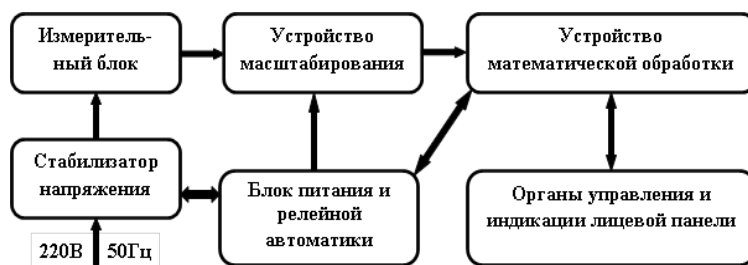 Измеритель-
ный блок
Устройство
масштабирования
Устройство
математической обработки
Стабилизатор
напряжения
Блок питания и
релейной
автоматики
Органы управления и
индикации лицевой панели
220В 50Гц